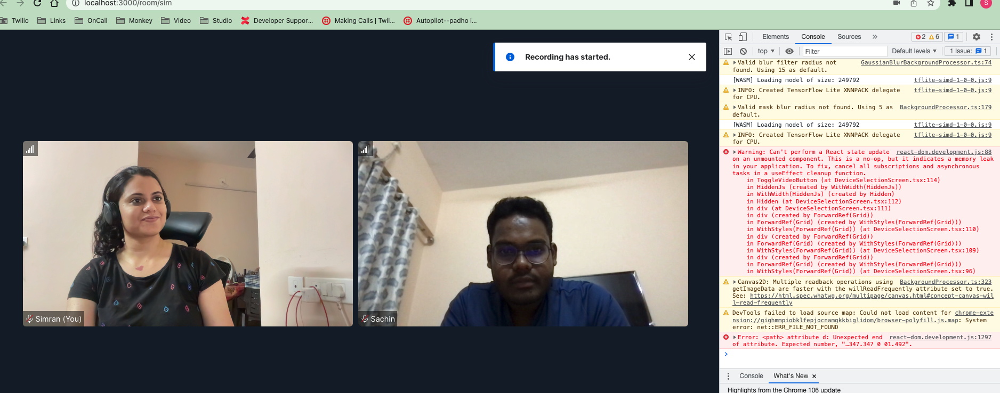 localhost:3000/room/sim
S
Twilio Links OnCall Monkey Video Studio Developer Suppor... Making Calls | Twil... Autopilot--padho i...
Recording has started.
Simran (You)
Sachin
Elements Console Sources » 2 6 1
top Filter Default levels 1 Issue: 1
Valid blur filter radius not GaussianBlurBackgroundProcessor.ts:74
found. Using 15 as default.
[WASM] Loading model of size: 249792 tflite-simd-1-0-0.js:9
INFO: Created TensorFlow Lite XNNPACK delegate tflite-simd-1-0-0.js:9
for CPU.
Valid mask blur radius not found. Using 5 as BackgroundProcessor.ts:179
default.
[WASM] Loading model of size: 249792 tflite-simd-1-0-0.js:9
INFO: Created TensorFlow Lite XNNPACK delegate tflite-simd-1-0-0.js:9
for CPU.
Warning: Can't perform a React state update react-dom.development.js:88
on an unmounted component. This is a no-op, but it indicates a memory leak
in your application. To fix, cancel all subscriptions and asynchronous
tasks in a useEffect cleanup function.
in ToggleVideoButton (at DeviceSelectionScreen.tsx:114)
in HiddenJs (created by WithWidth(HiddenJs))
in WithWidth(HiddenJs) (created by Hidden)
in Hidden (at DeviceSelectionScreen.tsx:112)
in div (at DeviceSelectionScreen.tsx:111)
in div (created by ForwardRef(Grid))
in ForwardRef(Grid) (created by WithStyles(ForwardRef(Grid)))
in WithStyles(ForwardRef(Grid)) (at DeviceSelectionScreen.tsx:110)
in div (created by ForwardRef(Grid))
in ForwardRef(Grid) (created by WithStyles(ForwardRef(Grid)))
in WithStyles(ForwardRef(Grid)) (at DeviceSelectionScreen.tsx:109)
in div (created by ForwardRef(Grid))
in ForwardRef(Grid) (created by WithStyles(ForwardRef(Grid)))
in WithStyles(ForwardRef(Grid)) (at DeviceSelectionScreen.tsx:96)
Canvas2D: Multiple readback operations using BackgroundProcessor.ts:323
getImageData are faster with the willReadFrequently attribute set to true.
See: https://html.spec.whatwg.org/multipage/canvas.html#concept-canvas-wil
l-read-frequently
DevTools failed to load source map: Could not load content for chrome-exte
nsion://gighmmpiobklfepjocnamgkkbiglidom/browser-polyfill.js.map: System
error: net::ERR_FILE_NOT_FOUND
Error: <path> attribute d: Unexpected end react-dom.development.js:1297
of attribute. Expected number, "…347.347 0 01.492".
>
Console What's New ×
Highlights from the Chrome 106 update